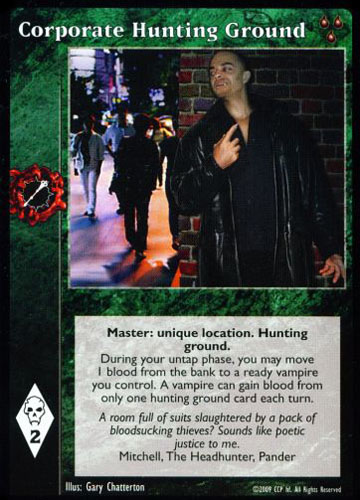 Corporate Hunting Ground
Master: unique location. Hunting
ground.
During your untap phase, you may move
1 blood from the bank to a ready vampire
you control. A vampire can gain blood from
only one hunting ground card each turn.
A room full of suits slaughtered by a pack of
bloodsucking thieves? Sounds like poetic
justice to me.
Mitchell, The Headhunter, Pander
2
Illus: Gary Chatterton
©2009 CCP hf. All Rights Reserved